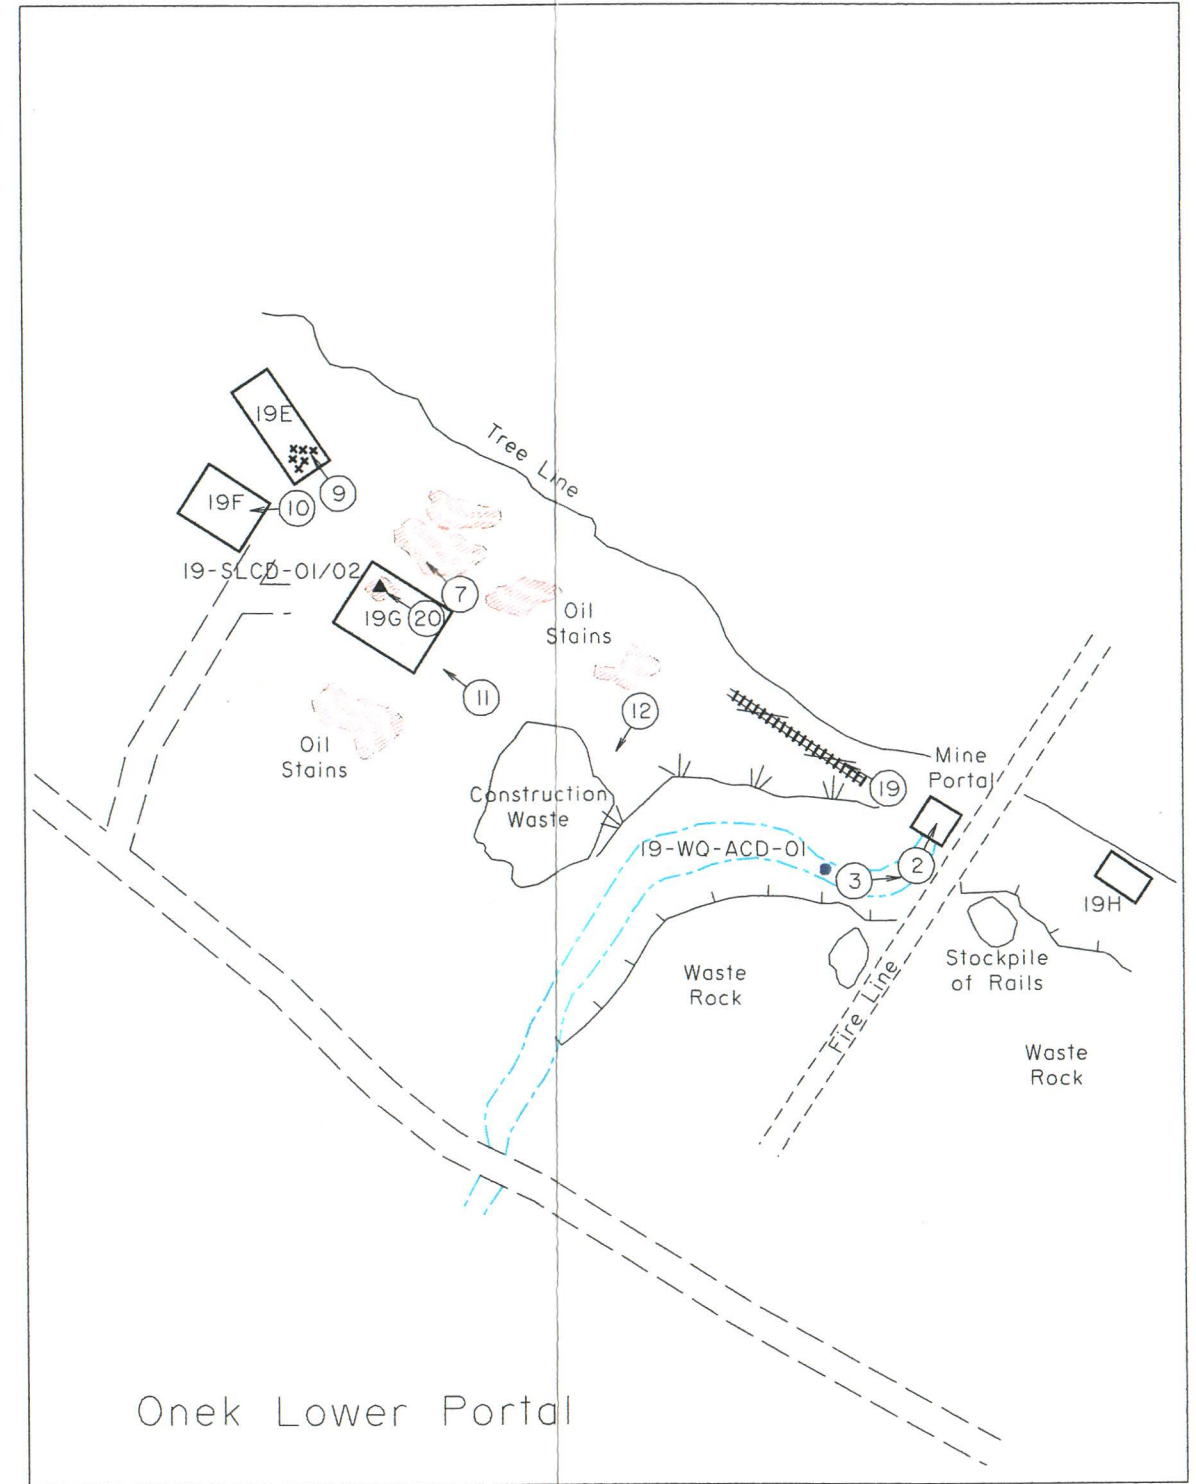 19E
Tree Line
9
19F
10
19-SLCD-01/02
7
19G
20
Oil
Stains
11
12
Oil
Stains
Mine
Portal
19
Construction
Waste
19-WQ-ACD-01
3
2
19H
Stockpile
of Rails
Waste
Rock
Fire Line
Waste
Rock
Onek Lower Portal